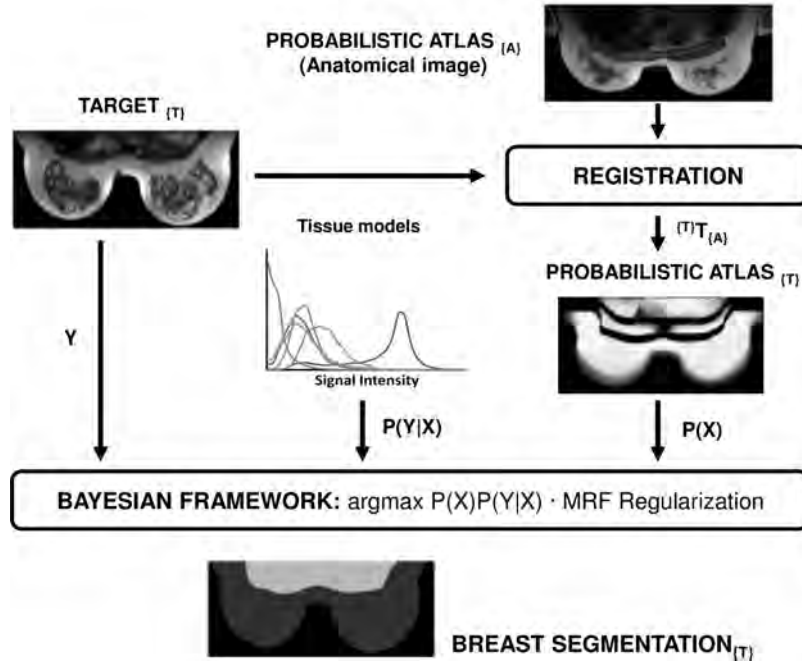 PROBABILISTIC ATLAS {A}
(Anatomical image)
TARGET {T}
REGISTRATION
Tissue models
{T}T{A}
PROBABILISTIC ATLAS {T}
Y
Signal Intensity
P(Y|X)
P(X)
BAYESIAN FRAMEWORK: argmax P(X)P(Y|X) · MRF Regularization
BREAST SEGMENTATION{T}